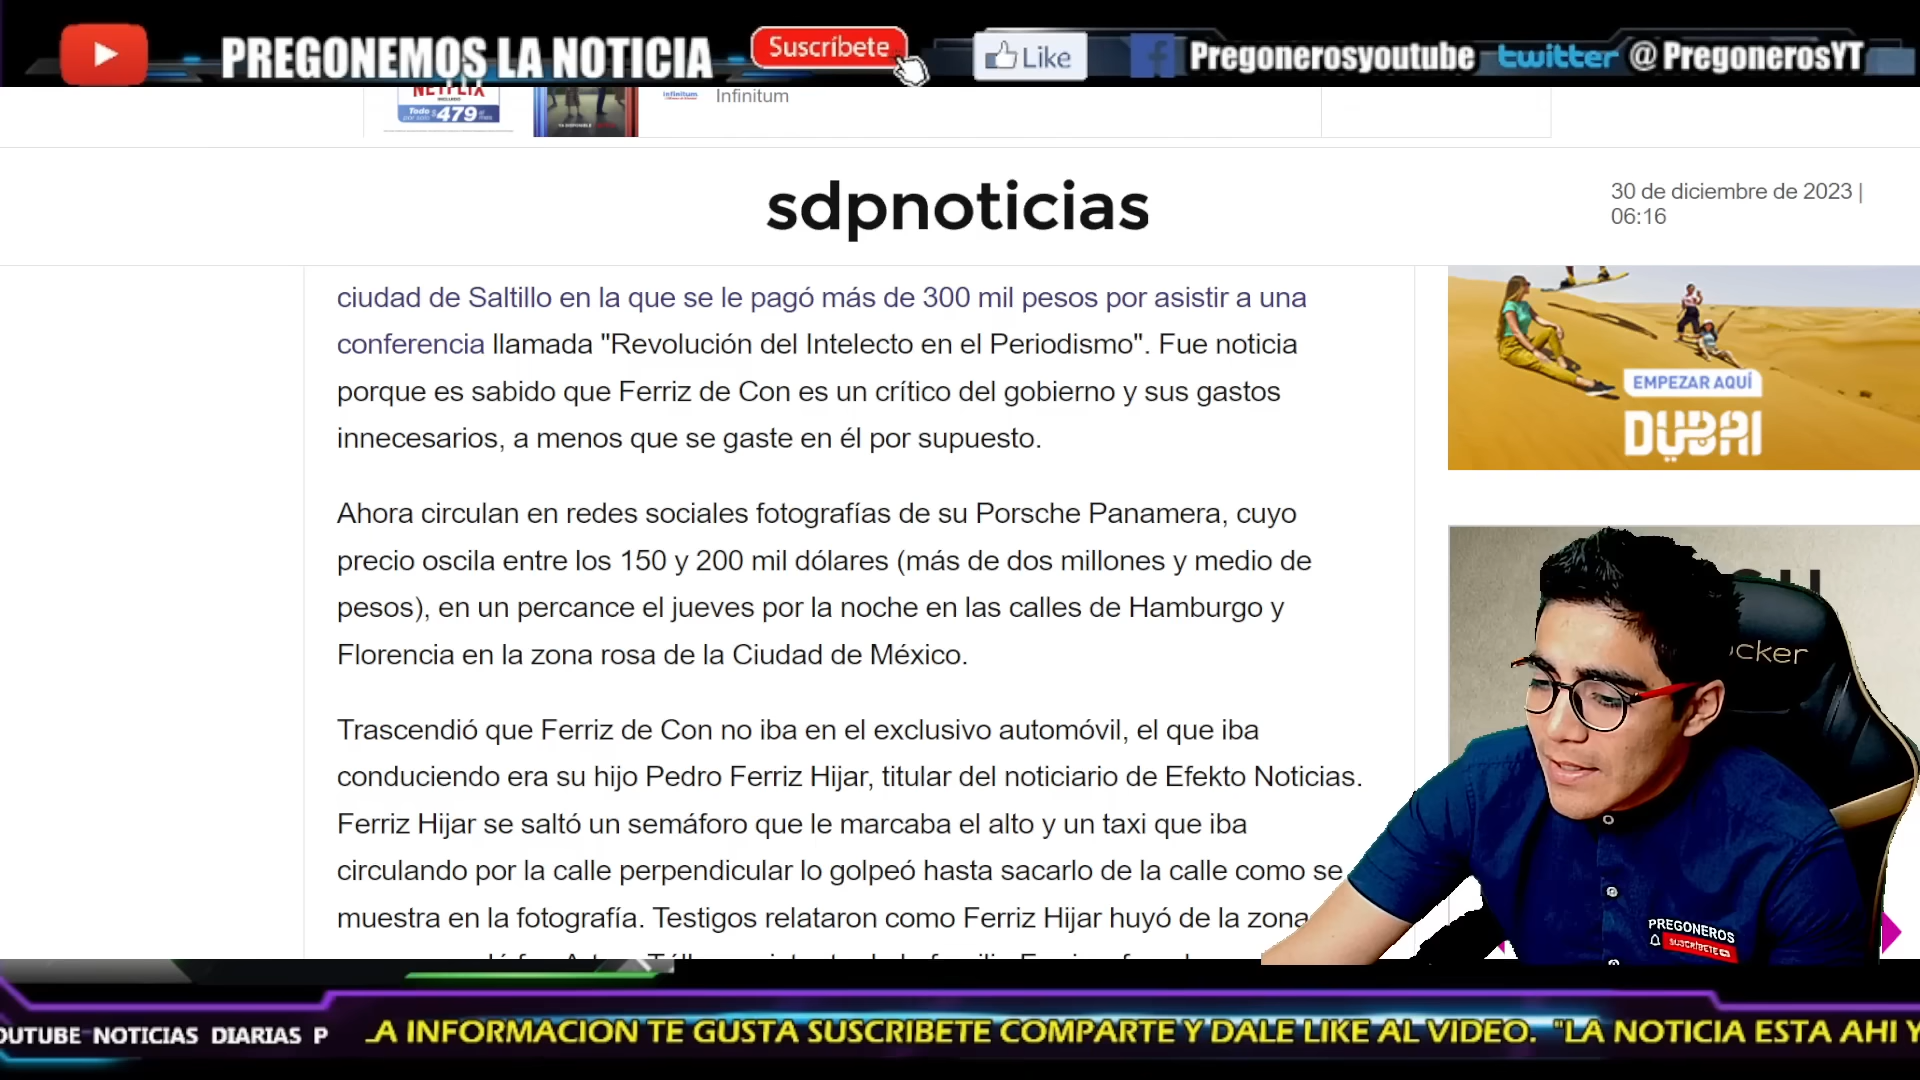 PREGONEMOS LA NOTICIA
Suscríbete
Like
Pregonerosyoutube
twitter @ PregonerosYT
NETFLIX
Todo
479
infinitum
Infinitum
sdpnoticias
30 de diciembre de 2023 |
06:16
ciudad de Saltillo en la que se le pagó más de 300 mil pesos por asistir a una
conferencia llamada "Revolución del Intelecto en el Periodismo". Fue noticia
porque es sabido que Ferriz de Con es un crítico del gobierno y sus gastos
innecesarios, a menos que se gaste en él por supuesto.
Ahora circulan en redes sociales fotografías de su Porsche Panamera, cuyo
precio oscila entre los 150 y 200 mil dólares (más de dos millones y medio de
pesos), en un percance el jueves por la noche en las calles de Hamburgo y
Florencia en la zona rosa de la Ciudad de México.
Trascendió que Ferriz de Con no iba en el exclusivo automóvil, el que iba
conduciendo era su hijo Pedro Ferriz Hijar, titular del noticiario de Efekto Noticias.
Ferriz Hijar se saltó un semáforo que le marcaba el alto y un taxi que iba
circulando por la calle perpendicular lo golpeó hasta sacarlo de la calle como se
muestra en la fotografía. Testigos relataron como Ferriz Hijar huyó de la zona
EMPEZAR AQUÍ
DUBAI
ocker
PREGONEROS
SUSCRÍBETE
OUTUBE NOTICIAS DIARIAS P
LA INFORMACION TE GUSTA SUSCRIBETE COMPARTE Y DALE LIKE AL VIDEO. "LA NOTICIA ESTA AHI Y